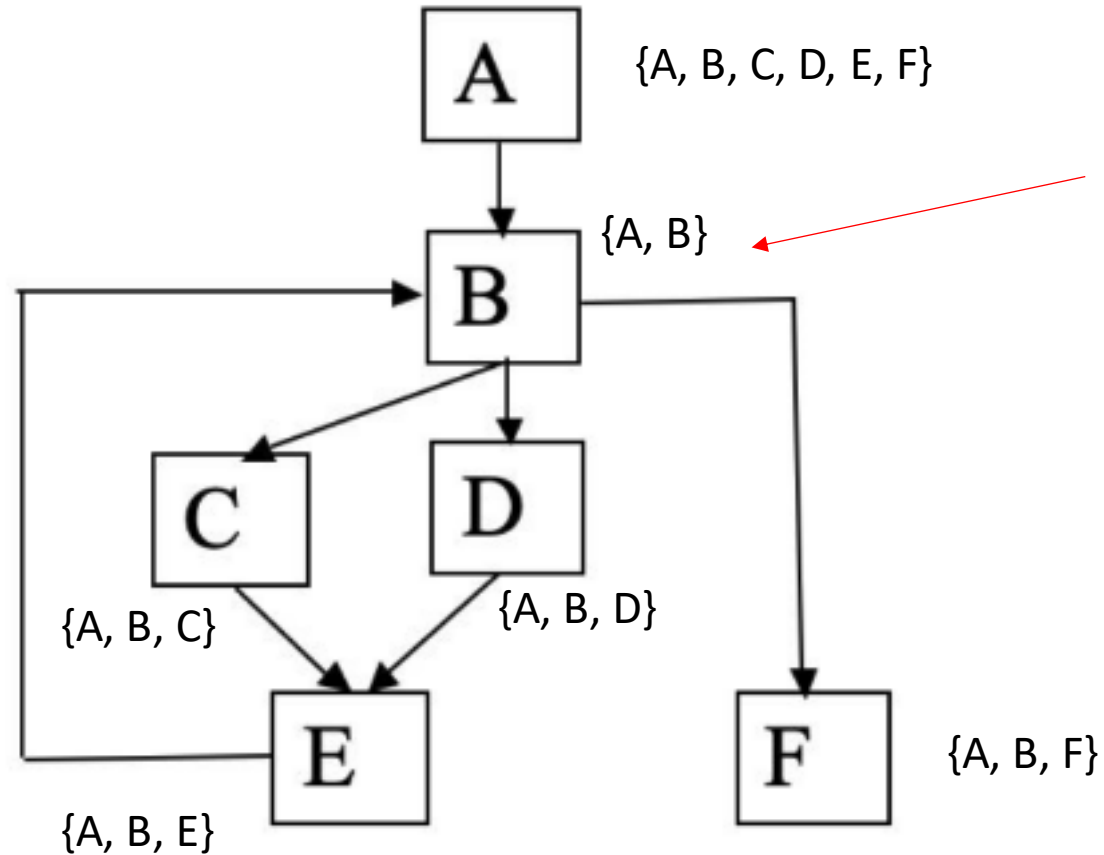 A
{A, B, C, D, E, F}
{A, B}
B
C
D
{A, B, C}
{A, B, D}
E
F
{A, B, F}
{A, B, E}